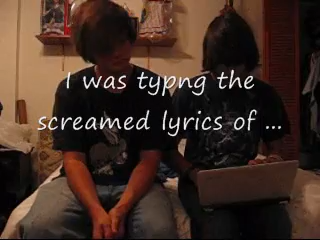 I was typng the
screamed lyrics of ...